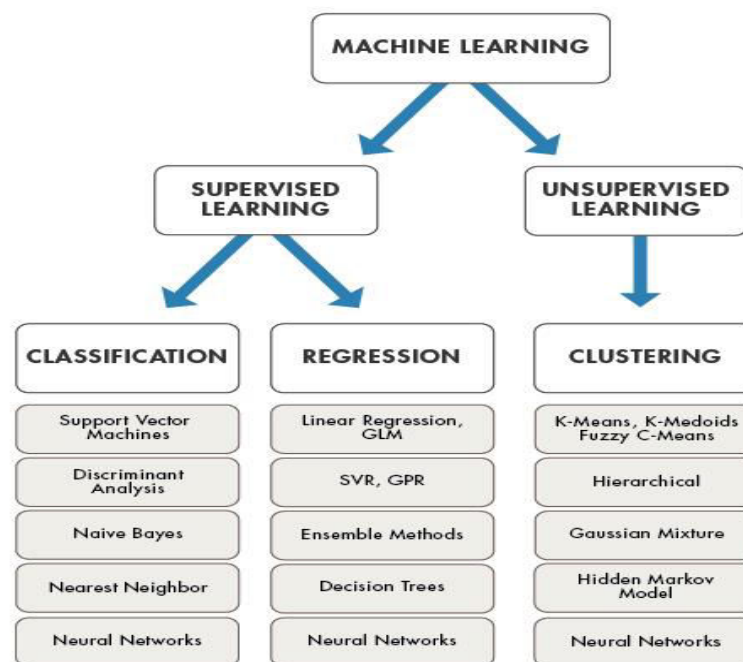 MACHINE LEARNING
SUPERVISED
LEARNING
UNSUPERVISED
LEARNING
CLASSIFICATION
Support Vector
Machines
Discriminant
Analysis
Naive Bayes
Nearest Neighbor
Neural Networks
REGRESSION
Linear Regression,
GLM
SVR, GPR
Ensemble Methods
Decision Trees
Neural Networks
CLUSTERING
K-Means, K-Medoids
Fuzzy C-Means
Hierarchical
Gaussian Mixture
Hidden Markov
Model
Neural Networks